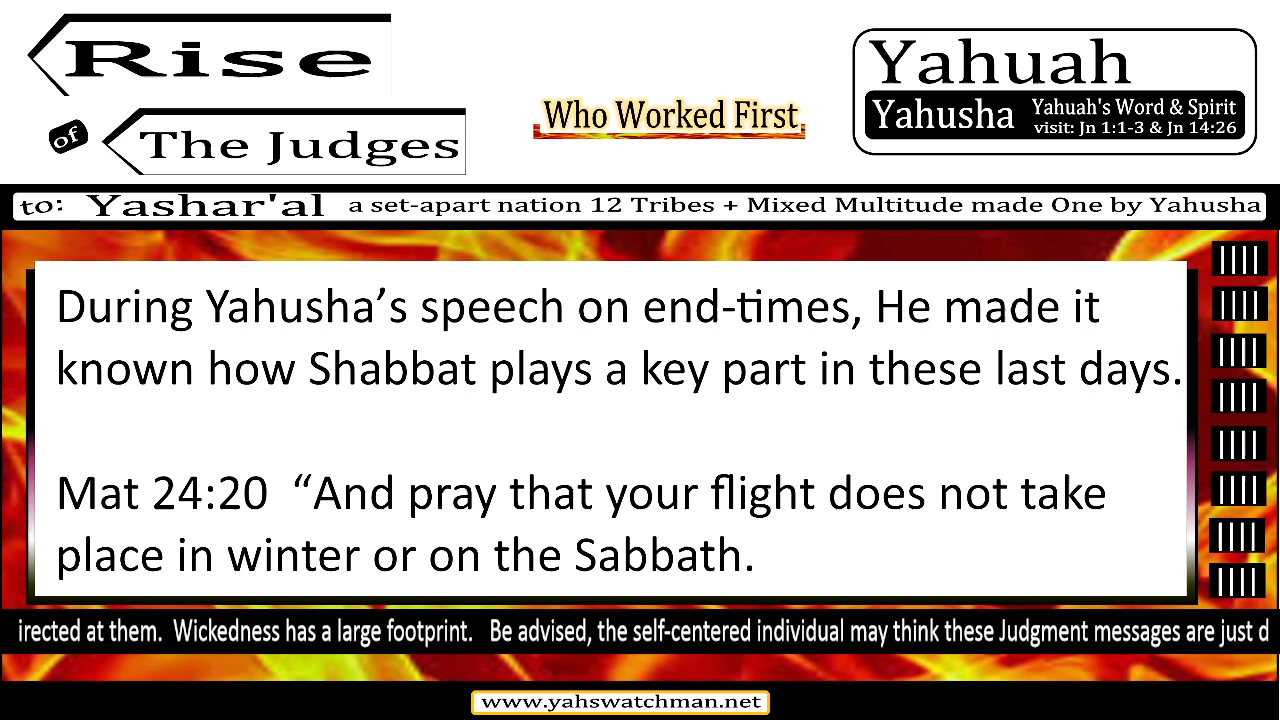 Rise
of The Judges
Who Worked First
Yahuah
Yahusha Yahuah's Word & Spirit
visit: Jn 1:1-3 & Jn 14:26
to: Yashar'al a set-apart nation 12 Tribes + Mixed Multitude made One by Yahusha
During Yahusha’s speech on end-times, He made it
known how Shabbat plays a key part in these last days.
Mat 24:20 “And pray that your flight does not take
place in winter or on the Sabbath.
irected at them. Wickedness has a large footprint. Be advised, the self-centered individual may think these Judgment messages are just d
www.yahswatchman.net